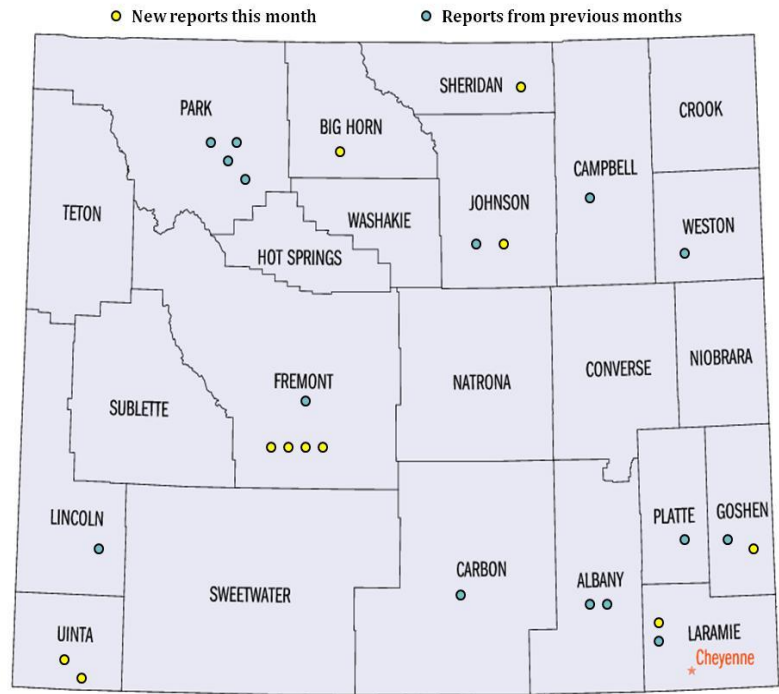 New reports this month
Reports from previous months
SHERIDAN
PARK
CROOK
BIG HORN
CAMPBELL
JOHNSON
TETON
WASHAKIE
WESTON
HOT SPRINGS
NIOBRARA
CONVERSE
FREMONT
NATRONA
SUBLETTE
GOSHEN
PLATTE
LINCOLN
CARBON
ALBANY
SWEETWATER
UINTA
LARAMIE
Cheyenne